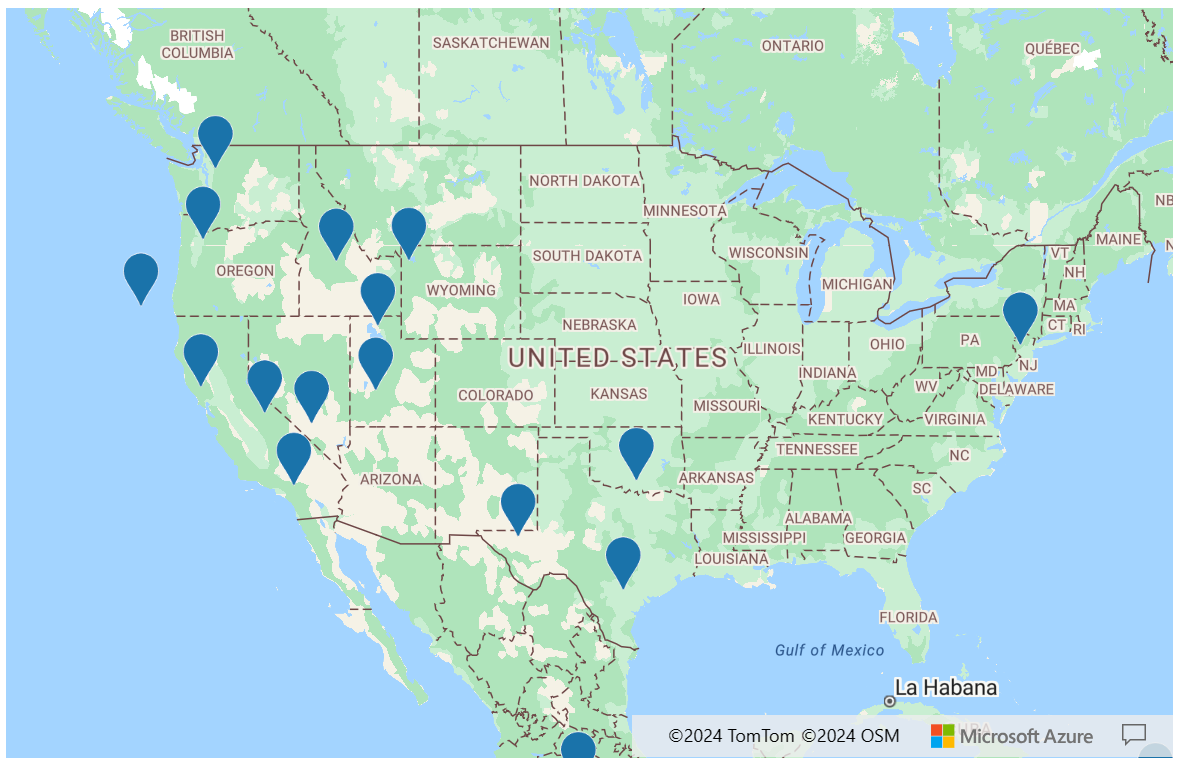 BRITISH
COLUMBIA
SASKATCHEWAN
ONTARIO
QUÉBEC
NORTH DAKOTA
MINNESOTA
NB
MAINE
N
VT
NH
SOUTH DAKOTA
WISCONSIN
OREGON
WYOMING
MICHIGAN
IOWA
MA
NEBRASKA
CT
RI
PA
OHIO
ILLINOIS
UNITED STATES
NJ
INDIANA
MD
WV
DELAWARE
COLORADO
KANSAS
MISSOURI
KENTUCKY
VIRGINIA
TENNESSEE
NC
ARIZONA
ARKANSAS
SC
ALABAMA
MISSISSIPPI
GEORGIA
LOUISIANA
FLORIDA
Gulf of Mexico
La Habana
©2024 TomTom ©2024 OSM
Microsoft Azure